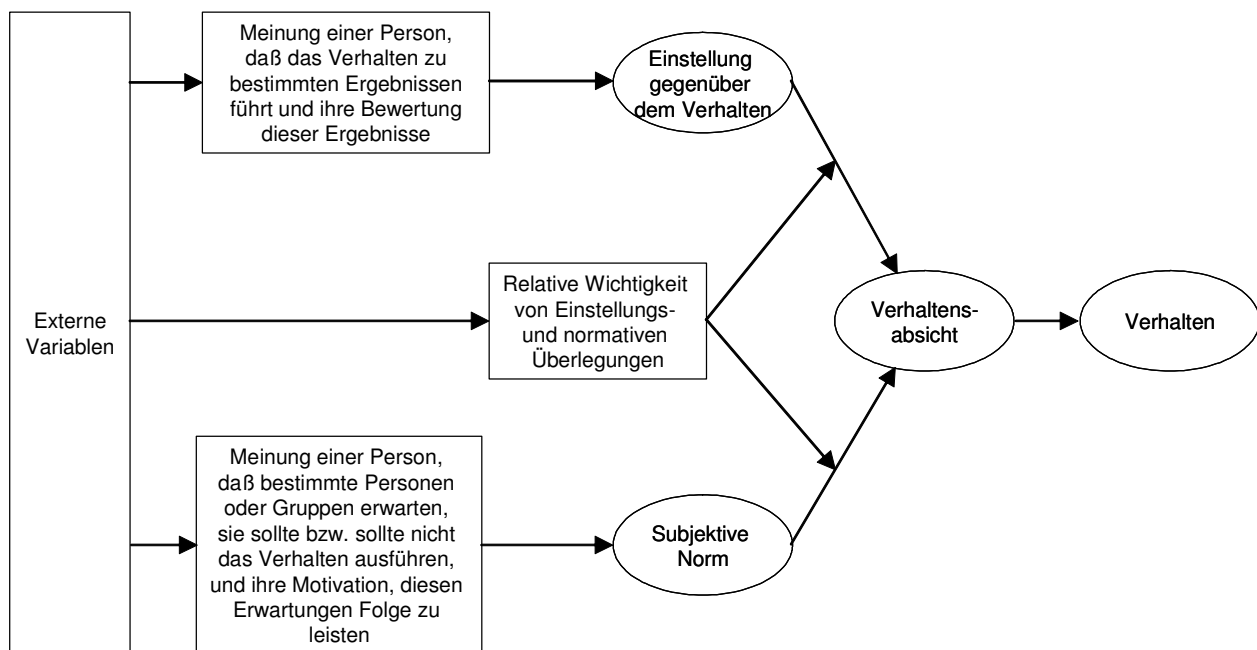 Meinung einer Person,
daß das Verhalten zu
bestimmten Ergebnissen
führt und ihre Bewertung
dieser Ergebnisse
Einstellung
gegenüber
dem Verhalten
Externe
Variablen
Relative Wichtigkeit
von Einstellungs-
und normativen
Überlegungen
Verhaltens-
absicht
Verhalten
Meinung einer Person,
daß bestimmte Personen
oder Gruppen erwarten,
sie sollte bzw. sollte nicht
das Verhalten ausführen,
und ihre Motivation, diesen
Erwartungen Folge zu
leisten
Subjektive
Norm